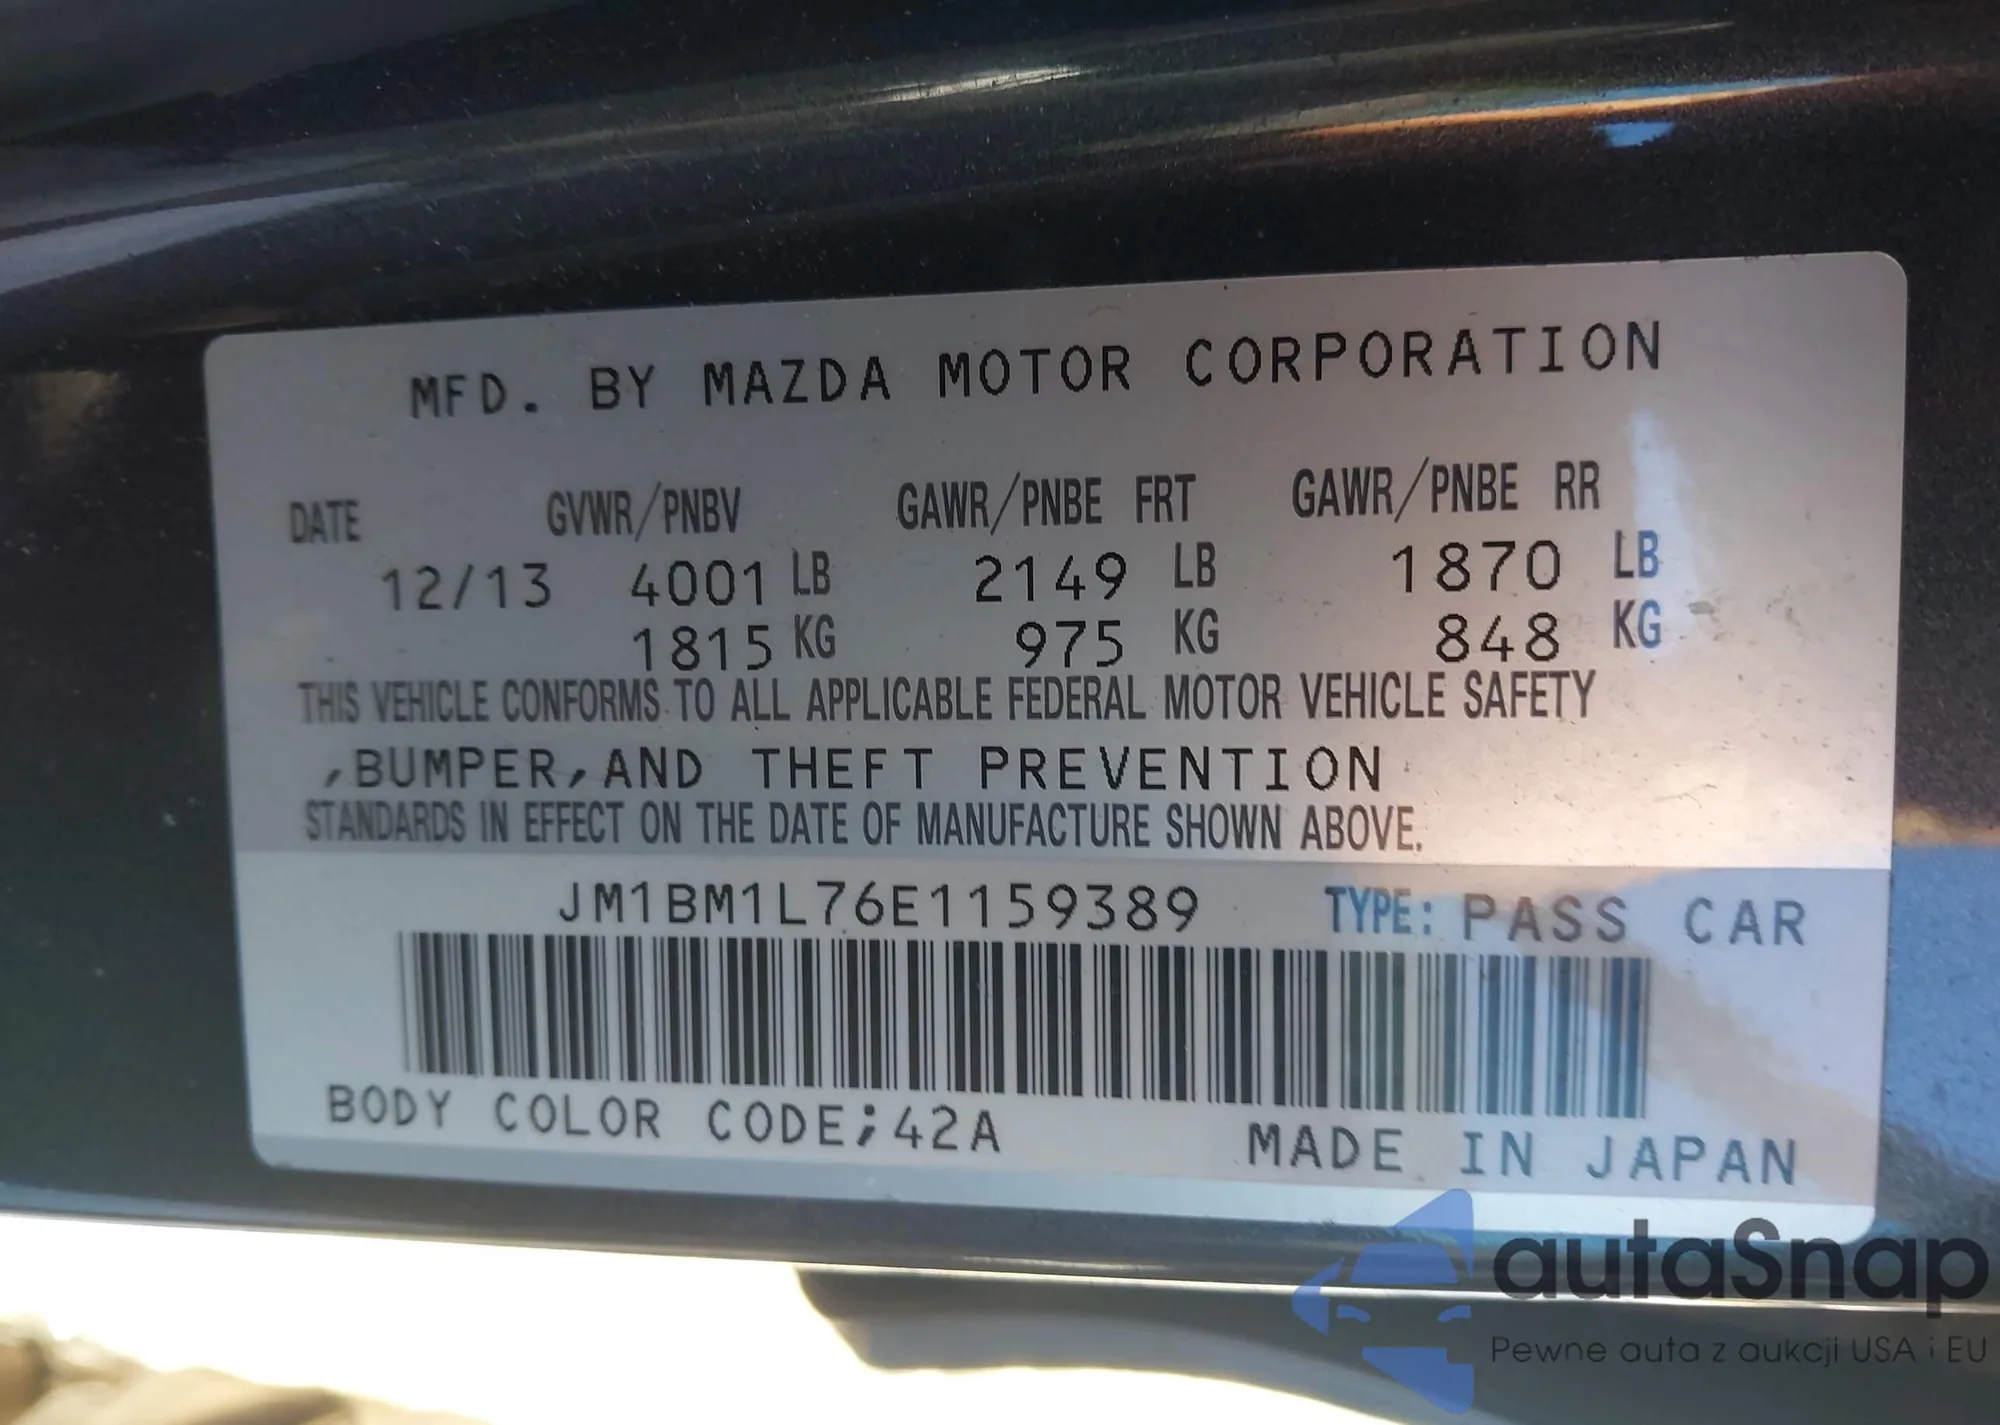 MFD. BY MAZDA MOTOR CORPORATION
DATE GVWR/PNBV GAWR/PNBE FRT GAWR/PNBE RR
12/13 4001 LB 2149 LB 1870 LB
1815 KG 975 KG 848 KG
THIS VEHICLE CONFORMS TO ALL APPLICABLE FEDERAL MOTOR VEHICLE SAFETY
,BUMPER,AND THEFT PREVENTION
STANDARDS IN EFFECT ON THE DATE OF MANUFACTURE SHOWN ABOVE.
JM1BM1L76E1159389 TYPE: PASS CAR
BODY COLOR CODE;42A
MADE IN JAPAN
autaSnap
Pewne auta z aukcji USA i EU